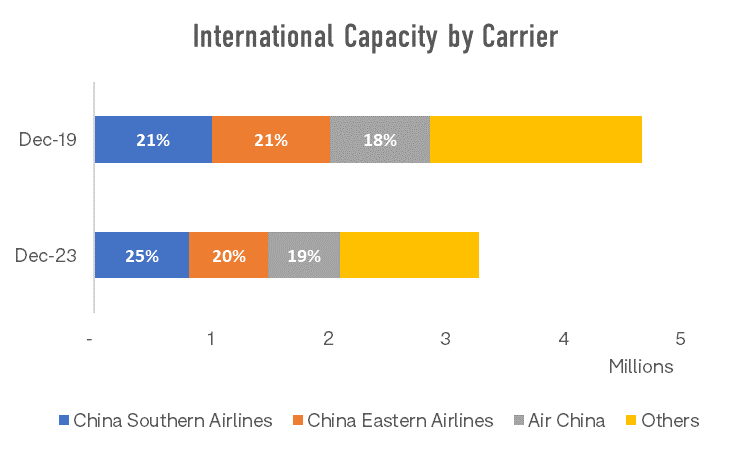 International Capacity by Carrier
Dec-19 21% 21% 18%
Dec-23 25% 20% 19%
- 1 2 3 4 5
Millions
China Southern Airlines China Eastern Airlines Air China Others